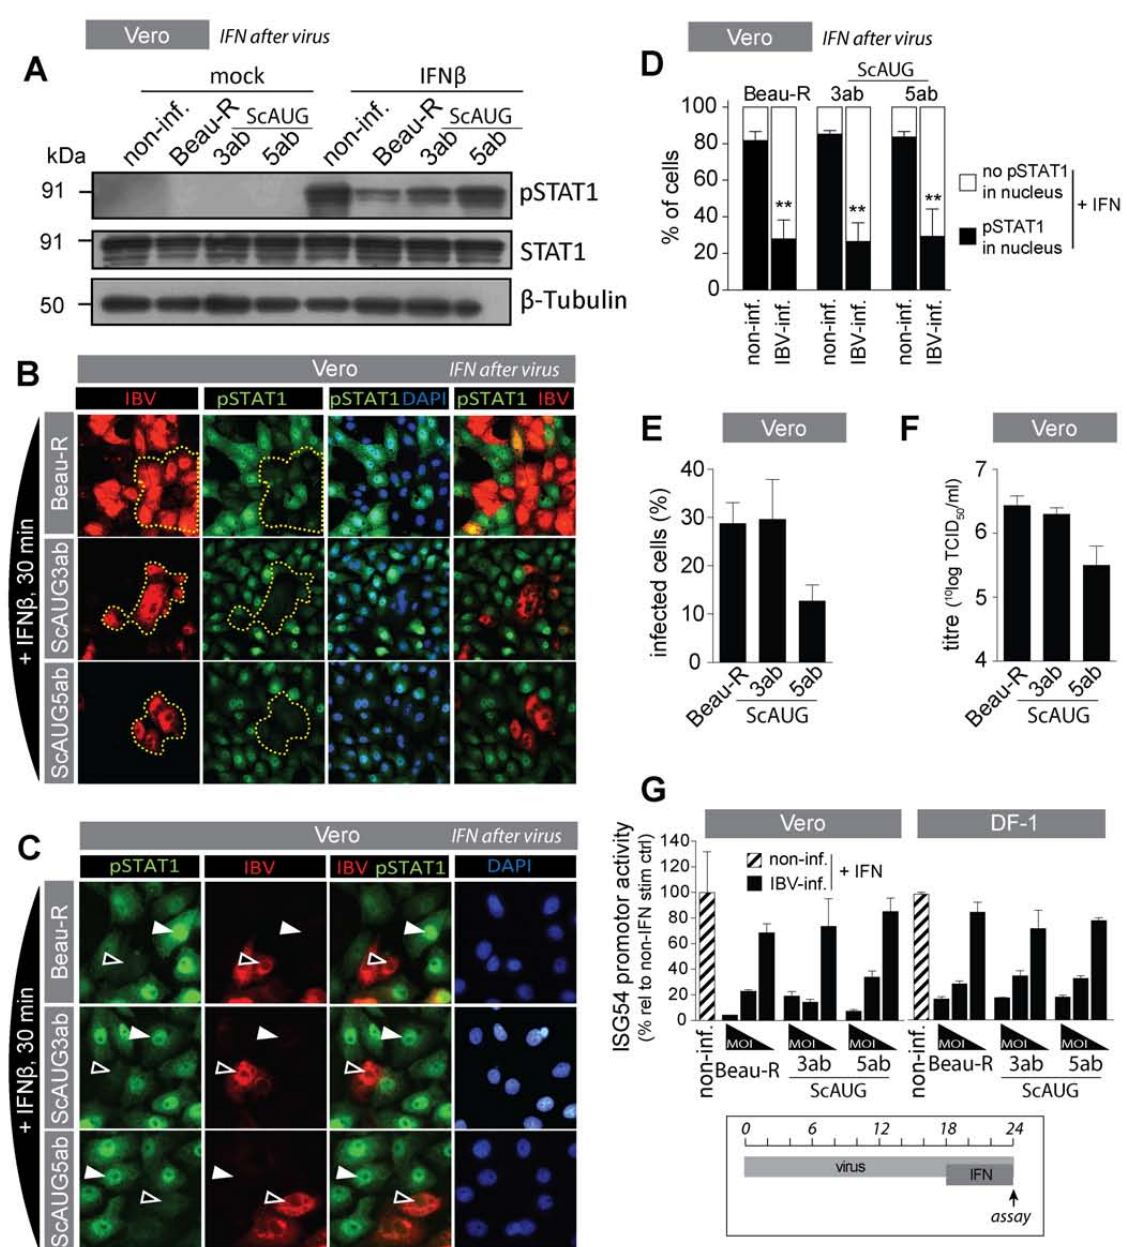 Vero IFN after virus
A
mock IFNβ
ScAUG ScAUG
non-inf. Beau-R 3ab 5ab non-inf. Beau-R 3ab 5ab
kDa
91 pSTAT1
91 STAT1
50 β-Tubulin
B
Vero IFN after virus
IBV pSTAT1 pSTAT1 DAPI pSTAT1 IBV
+ IFNβ, 30 min
Beau-R
ScAUG3ab
ScAUG5ab
C
Vero IFN after virus
pSTAT1 IBV IBV pSTAT1 DAPI
+ IFNβ, 30 min
Beau-R
ScAUG3ab
ScAUG5ab
Vero IFN after virus
D
ScAUG
Beau-R 3ab 5ab
% of cells
100
80
60
40
20
0
** ** **
no pSTAT1
in nucleus
pSTAT1
in nucleus
+ IFN
non-inf. IBV-inf. non-inf. IBV-inf. non-inf. IBV-inf.
E
Vero
infected cells (%)
40
30
20
10
0
Beau-R 3ab 5ab
ScAUG
F
Vero
titre (¹⁰log TCID₅₀/ml)
7
6
5
4
Beau-R 3ab 5ab
ScAUG
G
Vero DF-1
ISG54 promotor activity
(% rel to non-IFN stim ctrl)
140
120
100
80
60
40
20
0
non-inf.
IBV-inf.
+ IFN
non-inf. MOI MOI MOI non-inf. MOI MOI MOI
Beau-R 3ab 5ab Beau-R 3ab 5ab
ScAUG ScAUG
0 6 12 18 24
virus IFN
assay